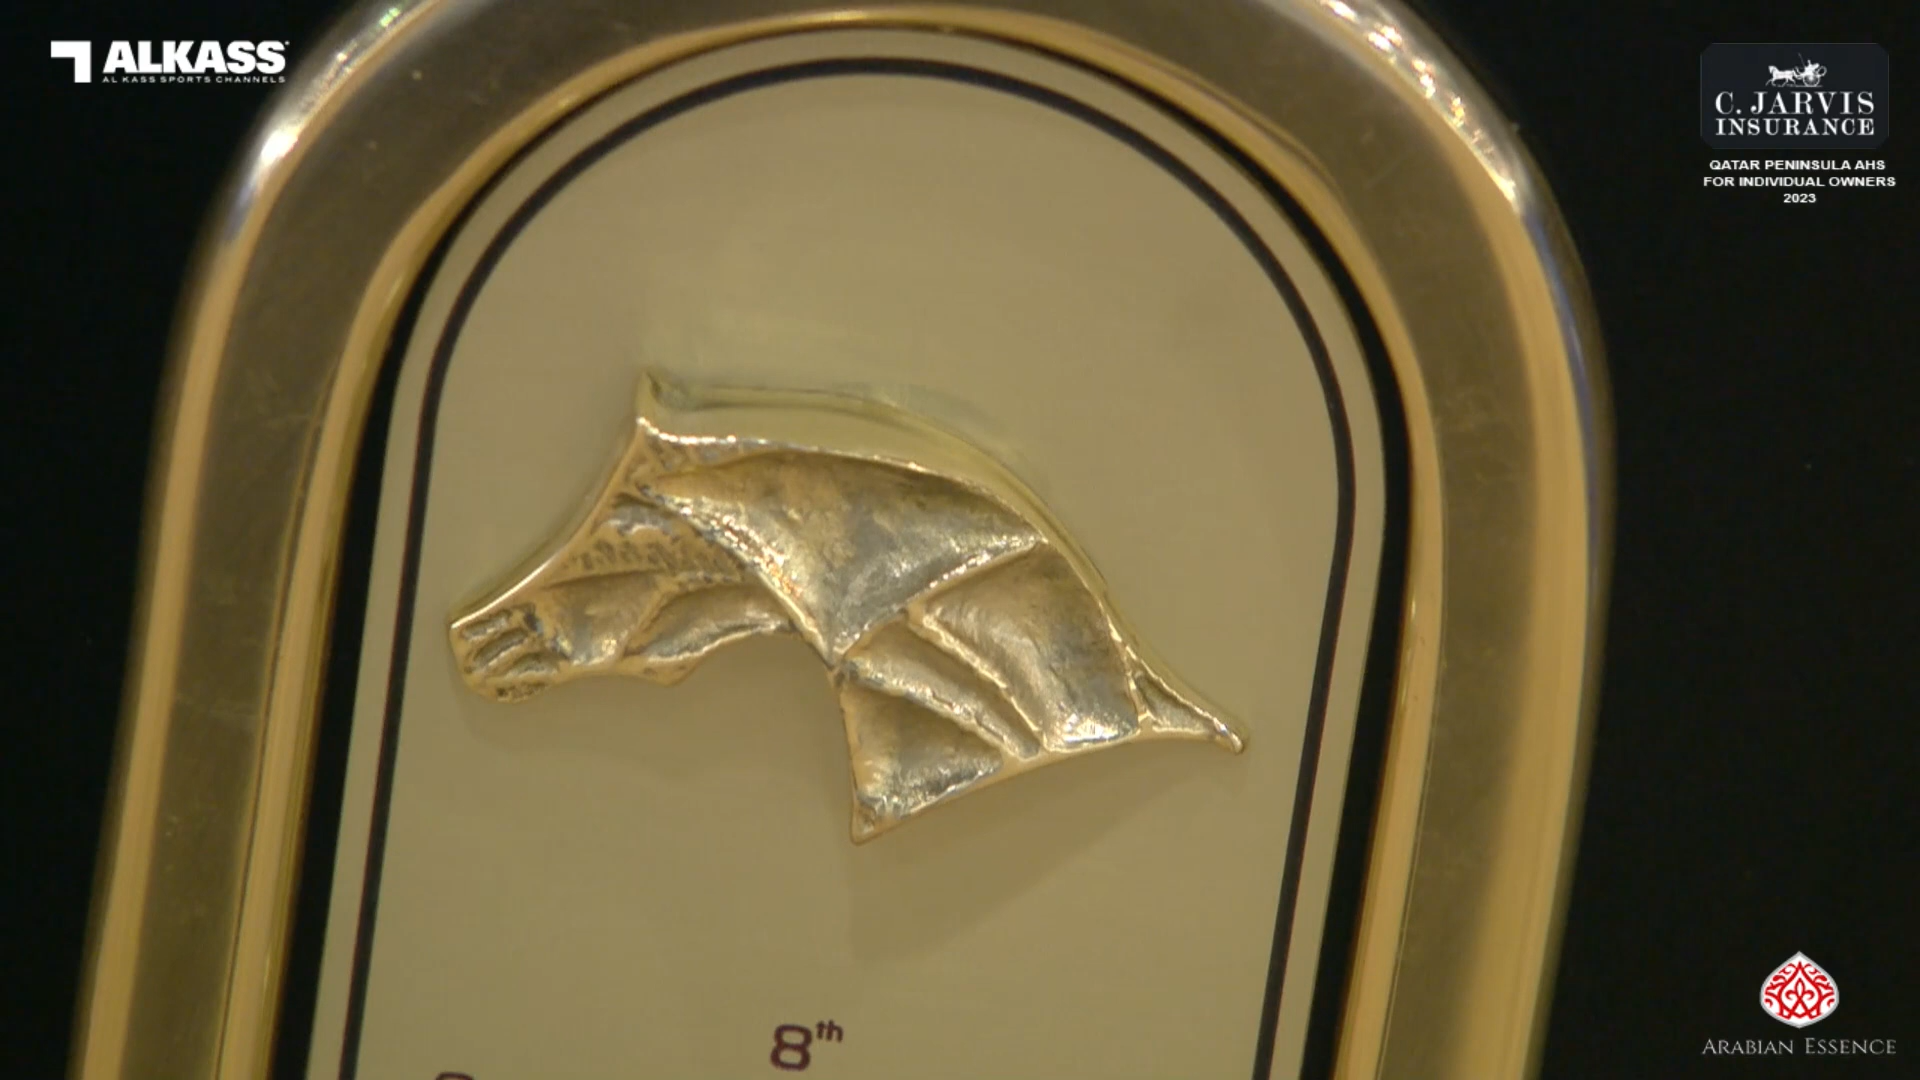 ALKASS
AL KASS SPORTS CHANNELS
C. JARVIS
INSURANCE
QATAR PENINSULA AHS
FOR INDIVIDUAL OWNERS
2023
8th
ARABIAN ESSENCE